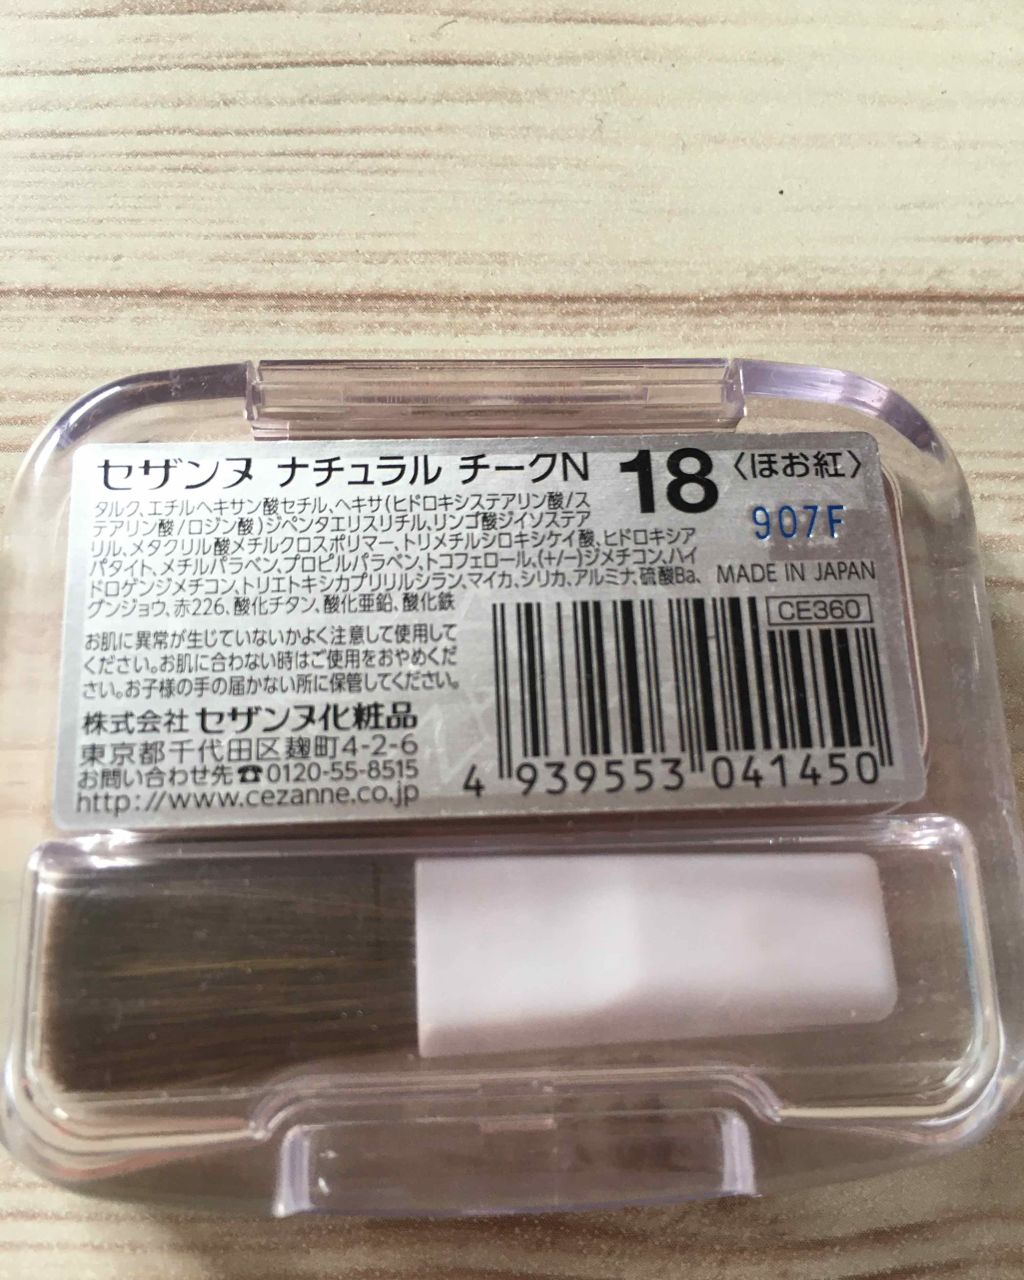 セザンヌ ナチュラル チークN 18 〈ほお紅〉
907F
タルク、エチルヘキサン酸セチル、ヘキサ(ヒドロキシステアリン酸/ス
テアリン酸/ロジン酸)ジペンタエリスリチル、リンゴ酸ジイソステア
リル、メタクリル酸メチルクロスポリマー、トリメチルシロキシケイ酸、ヒドロキシア
パタイト、メチルパラベン、プロピルパラベン、トコフェロール、(+/−)ジメチコン、ハイ
ドロゲンジメチコン、トリエトキシカプリリルシラン、マイカ、シリカ、アルミナ、硫酸Ba、
グンジョウ、赤226、酸化チタン、酸化亜鉛、酸化鉄
MADE IN JAPAN
CE360
お肌に異常が生じていないかよく注意して使用して
ください。お肌に合わない時はご使用をおやめくだ
さい。お子様の手の届かない所に保管してください。
株式会社 セザンヌ化粧品
東京都千代田区麹町4-2-6
お問い合わせ先☎0120-55-8515
http://www.cezanne.co.jp
4 939553 041450